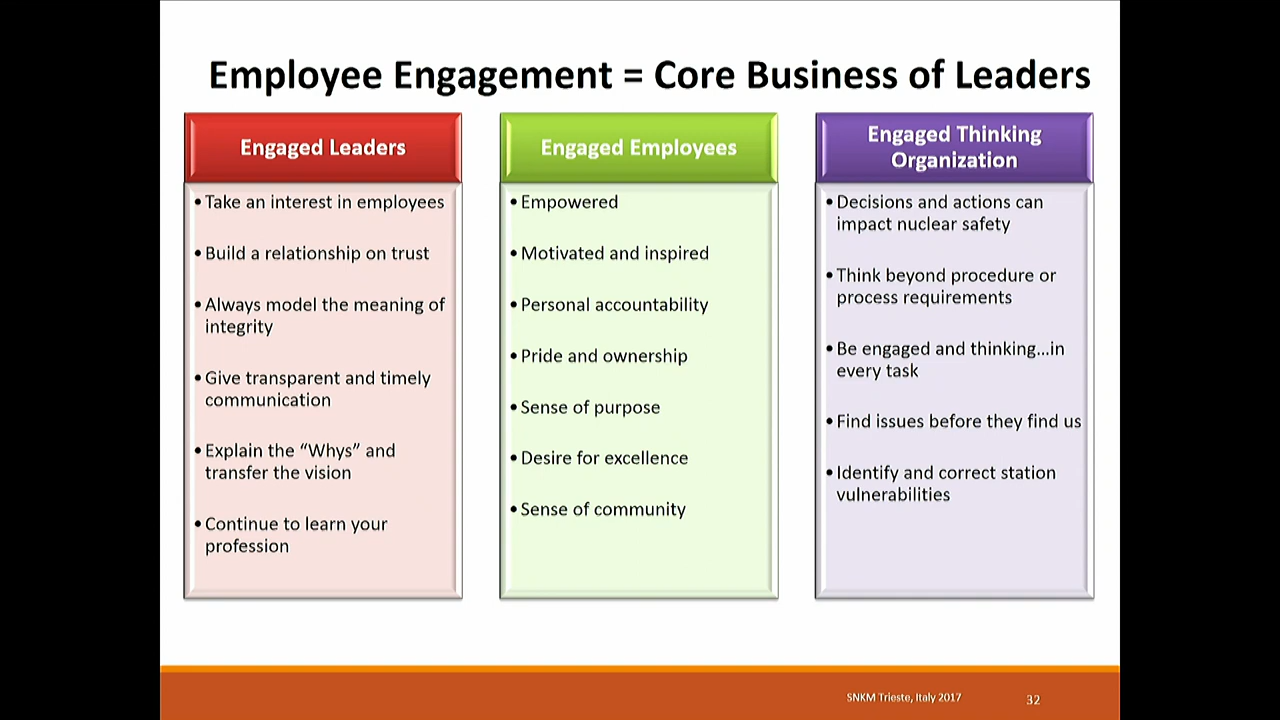 Employee Engagement = Core Business of Leaders
Engaged Leaders
• Take an interest in employees
• Build a relationship on trust
• Always model the meaning of
integrity
• Give transparent and timely
communication
• Explain the “Whys” and
transfer the vision
• Continue to learn your
profession
Engaged Employees
• Empowered
• Motivated and inspired
• Personal accountability
• Pride and ownership
• Sense of purpose
• Desire for excellence
• Sense of community
Engaged Thinking
Organization
• Decisions and actions can
impact nuclear safety
• Think beyond procedure or
process requirements
• Be engaged and thinking…in
every task
• Find issues before they find us
• Identify and correct station
vulnerabilities
SNKM Trieste, Italy 2017
32